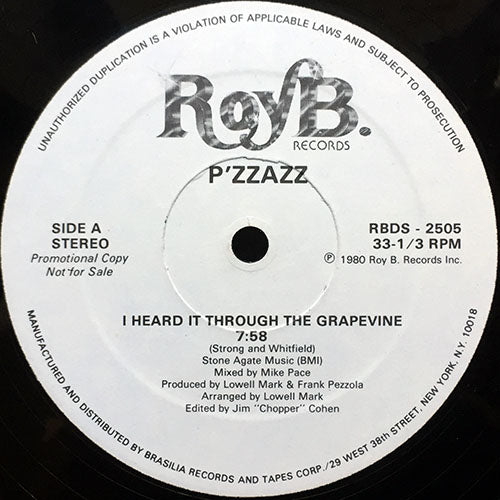 UNAUTHORIZED DUPLICATION IS A VIOLATION OF APPLICABLE LAWS AND SUBJECT TO PROSECUTION
Roy B.
RECORDS
P'ZZAZZ
SIDE A
STEREO
Promotional Copy
Not for Sale
RBDS - 2505
33-1/3 RPM
℗ 1980 Roy B. Records Inc.
I HEARD IT THROUGH THE GRAPEVINE
7:58
(Strong and Whitfield)
Stone Agate Music (BMI)
Mixed by Mike Pace
Produced by Lowell Mark & Frank Pezzola
Arranged by Lowell Mark
Edited by Jim "Chopper" Cohen
MANUFACTURED AND DISTRIBUTED BY BRASILIA RECORDS AND TAPES CORP./29 WEST 38th STREET, NEW YORK, N.Y. 10018